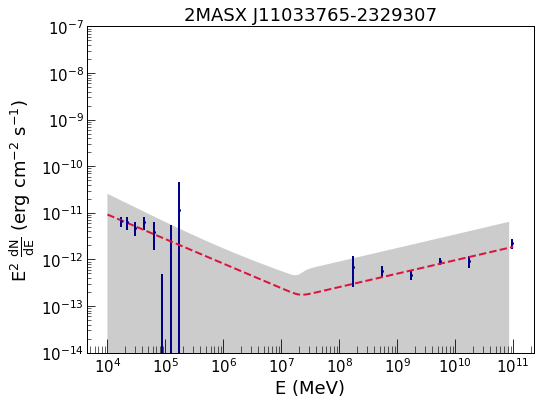 2MASX J11033765-2329307
10⁻⁷
10⁻⁸
10⁻⁹
10⁻¹⁰
10⁻¹¹
10⁻¹²
10⁻¹³
10⁻¹⁴
E² dN/dE (erg cm⁻² s⁻¹)
10⁴ 10⁵ 10⁶ 10⁷ 10⁸ 10⁹ 10¹⁰ 10¹¹
E (MeV)